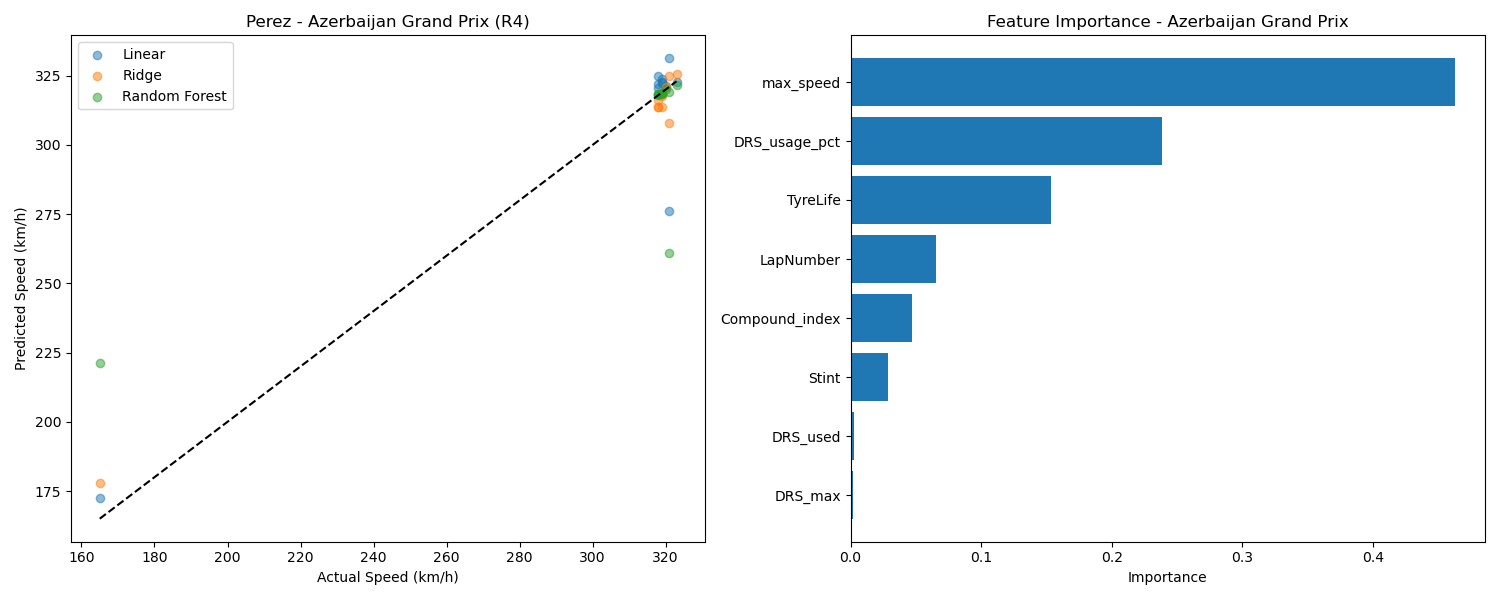 Perez - Azerbaijan Grand Prix (R4)
Linear
Ridge
Random Forest
325
300
275
250
225
200
175
Predicted Speed (km/h)
160 180 200 220 240 260 280 300 320
Actual Speed (km/h)
Feature Importance - Azerbaijan Grand Prix
max_speed
DRS_usage_pct
TyreLife
LapNumber
Compound_index
Stint
DRS_used
DRS_max
0.0 0.1 0.2 0.3 0.4
Importance